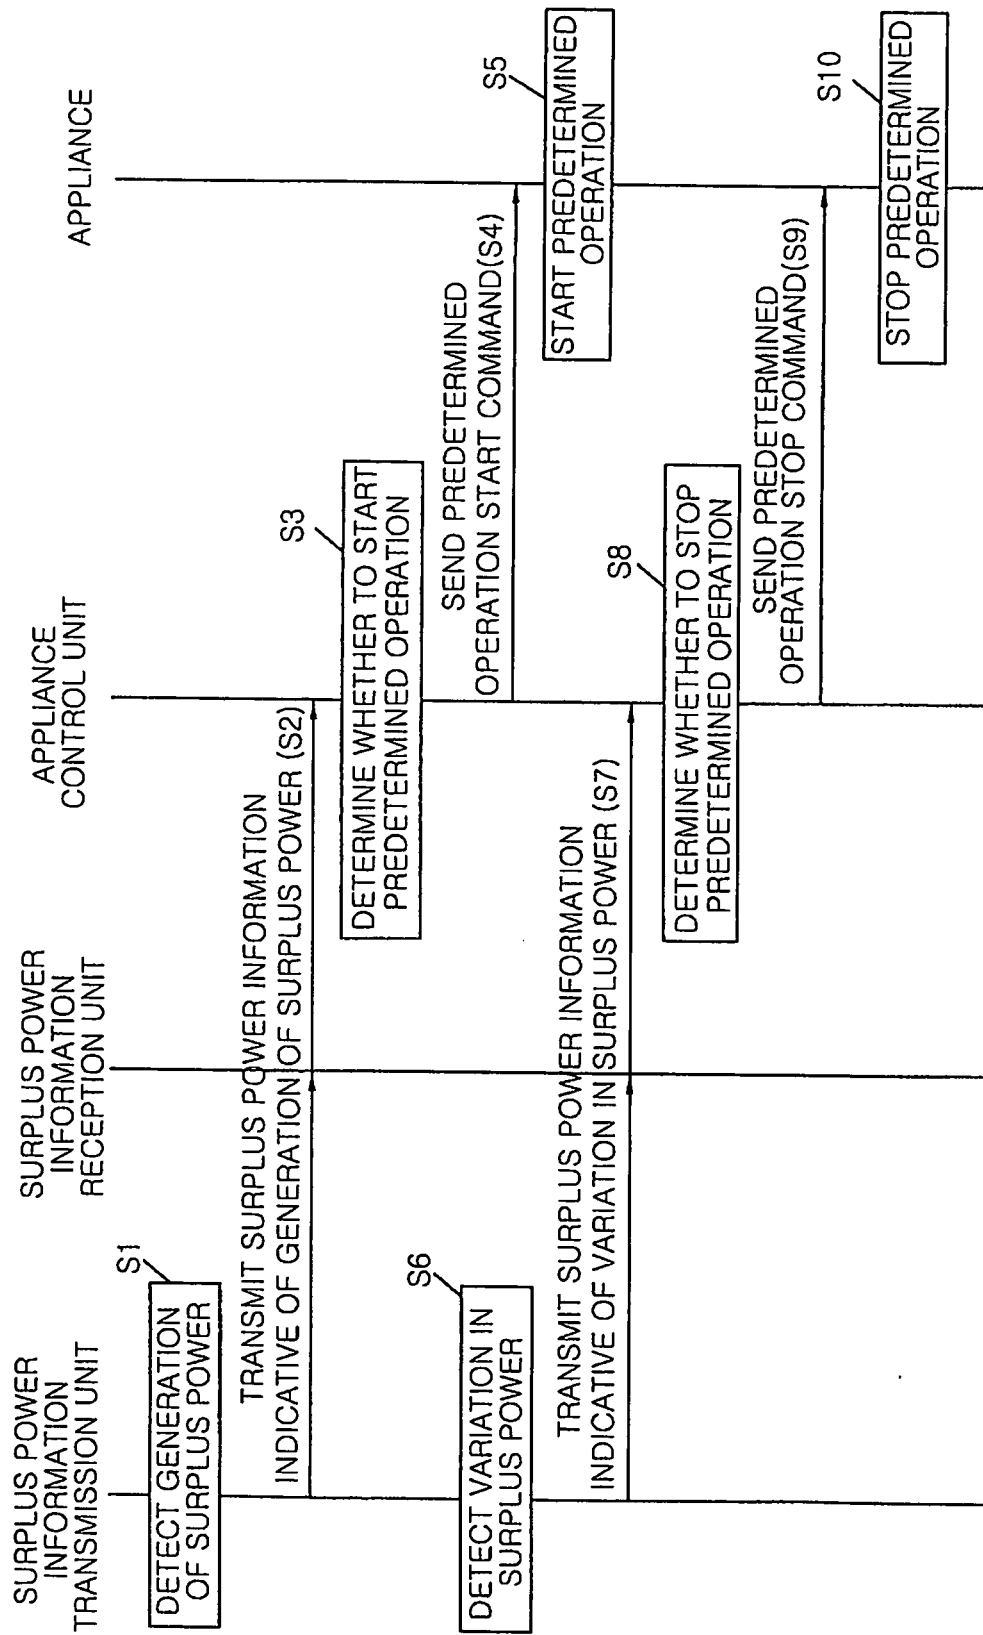 SURPLUS POWER
INFORMATION
TRANSMISSION UNIT
SURPLUS POWER
INFORMATION
RECEPTION UNIT
APPLIANCE
CONTROL UNIT
APPLIANCE
S1
DETECT GENERATION
OF SURPLUS POWER
TRANSMIT SURPLUS POWER INFORMATION
INDICATIVE OF GENERATION OF SURPLUS POWER (S2)
S3
DETERMINE WHETHER TO START
PREDETERMINED OPERATION
SEND PREDETERMINED
OPERATION START COMMAND(S4)
S5
START PREDETERMINED
OPERATION
S6
DETECT VARIATION IN
SURPLUS POWER
TRANSMIT SURPLUS POWER INFORMATION
INDICATIVE OF VARIATION IN SURPLUS POWER (S7)
S8
DETERMINE WHETHER TO STOP
PREDETERMINED OPERATION
SEND PREDETERMINED
OPERATION STOP COMMAND(S9)
S10
STOP PREDETERMINED
OPERATION